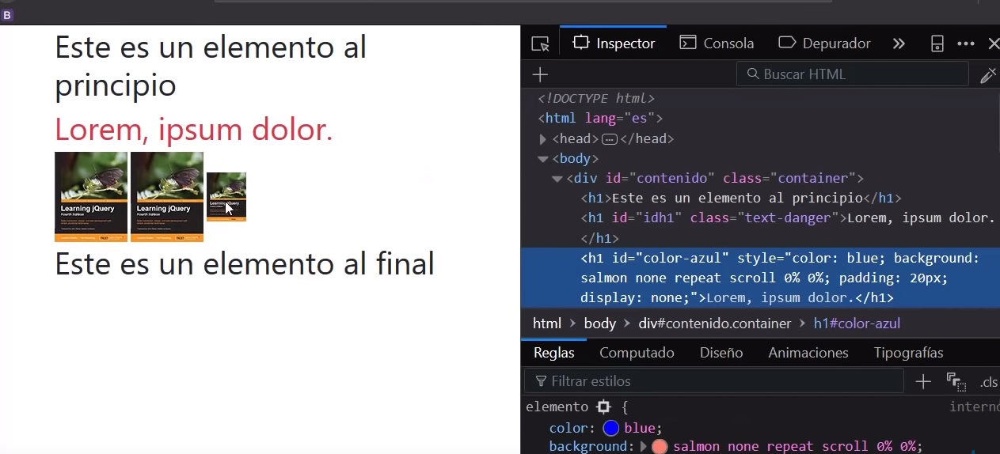 B
Este es un elemento al
principio
Lorem, ipsum dolor.
Learning jQuery
Fourth Edition
Learning jQuery
Fourth Edition
Learning jQuery
Este es un elemento al final
Inspector
Consola
Depurador
Buscar HTML
<!DOCTYPE html>
<html lang="es">
<head>
</head>
<body>
<div id="contenido" class="container">
<h1>Este es un elemento al principio</h1>
<h1 id="idh1" class="text-danger">Lorem, ipsum dolor.
</h1>
<h1 id="color-azul" style="color: blue; background:
salmon none repeat scroll 0% 0%; padding: 20px;
display: none;">Lorem, ipsum dolor.</h1>
html > body > div#contenido.container > h1#color-azul
Reglas
Computado
Diseño
Animaciones
Tipografías
Filtrar estilos
.cls
elemento {
interno
color: blue;
background: salmon none repeat scroll 0% 0%;